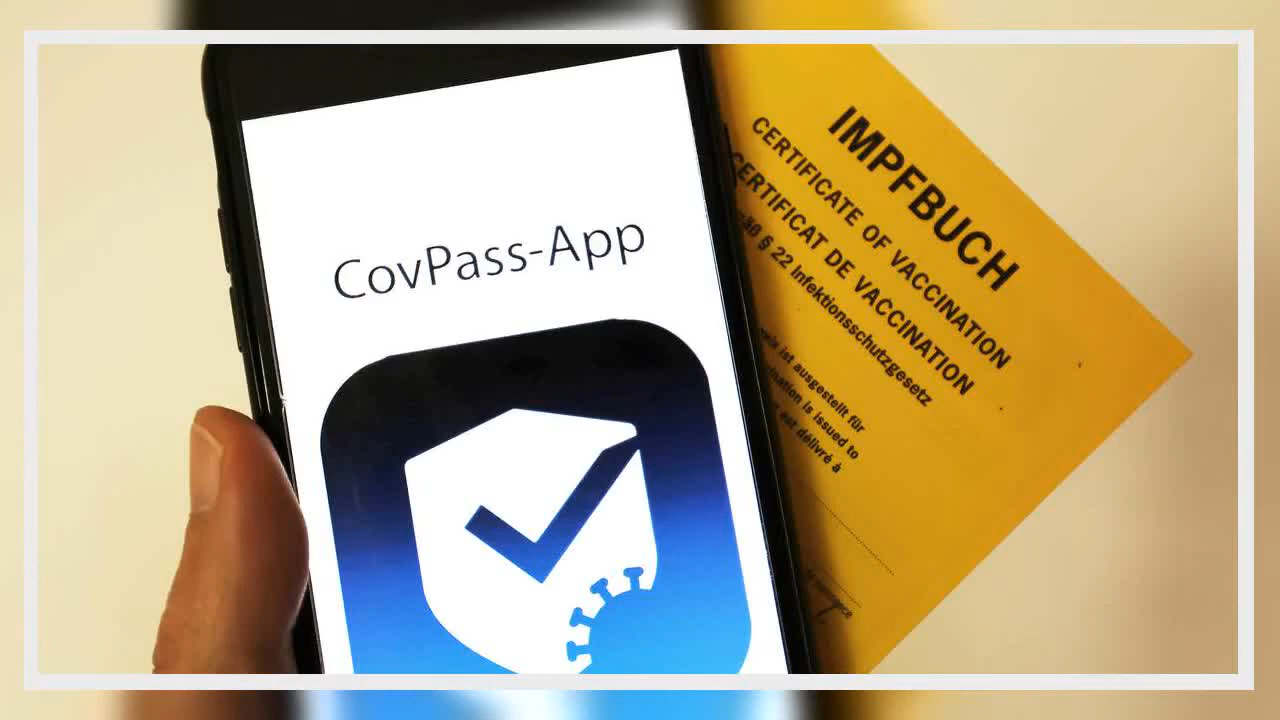 CovPass-App
IMPFBUCH
CERTIFICATE OF VACCINATION
CERTIFICAT DE VACCINATION
§ 22 Infektionsschutzgesetz
ist ausgestellt für
is issued to
est délivré à